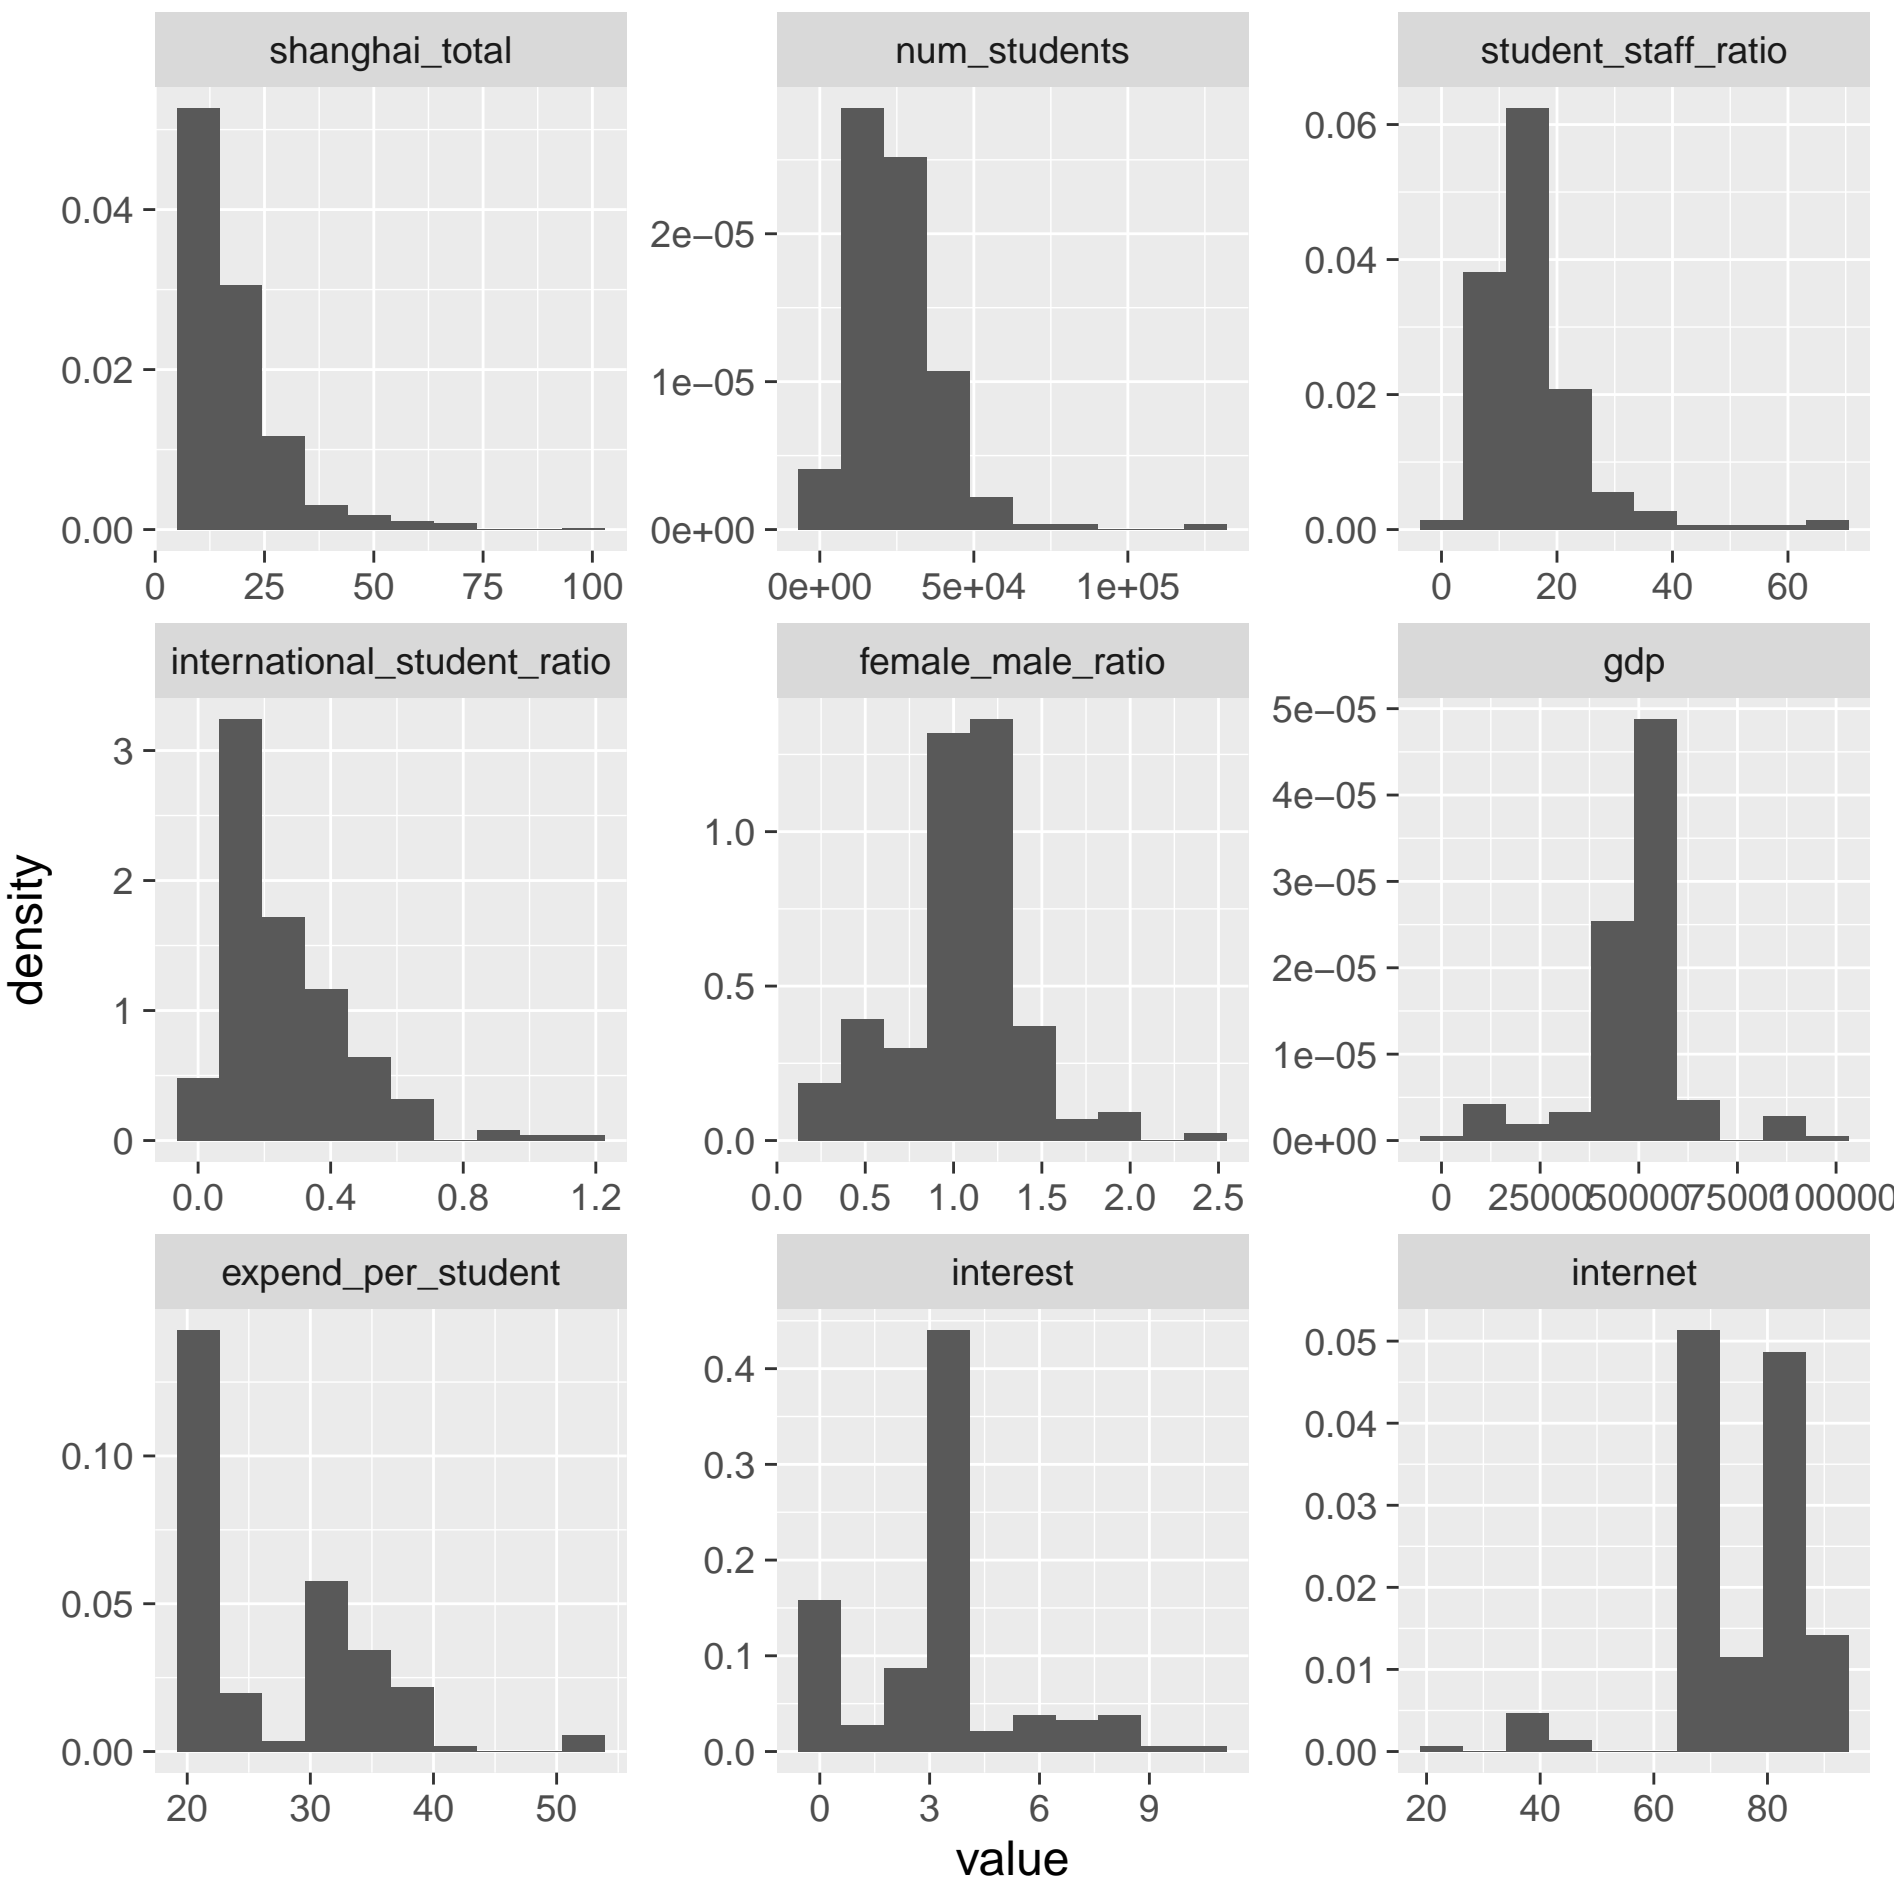 shanghai_total num_students student_staff_ratio
0.04
0.02
0.00
2e−05
1e−05
0e+00
0.06
0.04
0.02
0.00
0 25 50 75 100
0e+00 5e+04 1e+05
0 20 40 60
international_student_ratio female_male_ratio gdp
3
2
1
0
1.0
0.5
0.0
5e−05
4e−05
3e−05
2e−05
1e−05
0e+00
0.0 0.4 0.8 1.2
0.0 0.5 1.0 1.5 2.0 2.5
0 25000 50000 75000 100000
density
expend_per_student interest internet
0.10
0.05
0.00
0.4
0.3
0.2
0.1
0.0
0.05
0.04
0.03
0.02
0.01
0.00
20 30 40 50
0 3 6 9
20 40 60 80
value